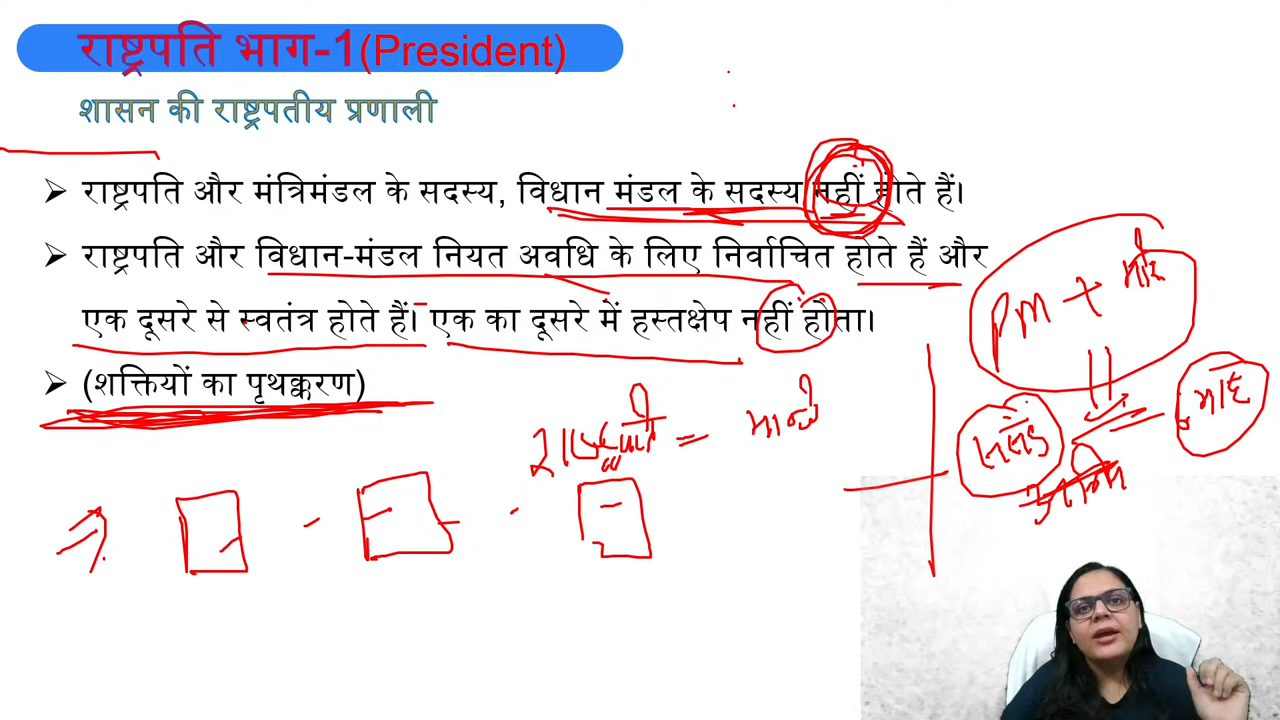 राष्ट्रपति भाग-1(President)
शासन की राष्ट्रपतीय प्रणाली
➢ राष्ट्रपति और मंत्रिमंडल के सदस्य, विधान मंडल के सदस्य नहीं होते हैं।
➢ राष्ट्रपति और विधान-मंडल नियत अवधि के लिए निर्वाचित होते हैं और
एक दूसरे से स्वतंत्र होते हैं। एक का दूसरे में हस्तक्षेप नहीं होता।
➢ (शक्तियों का पृथक्करण)
PM +